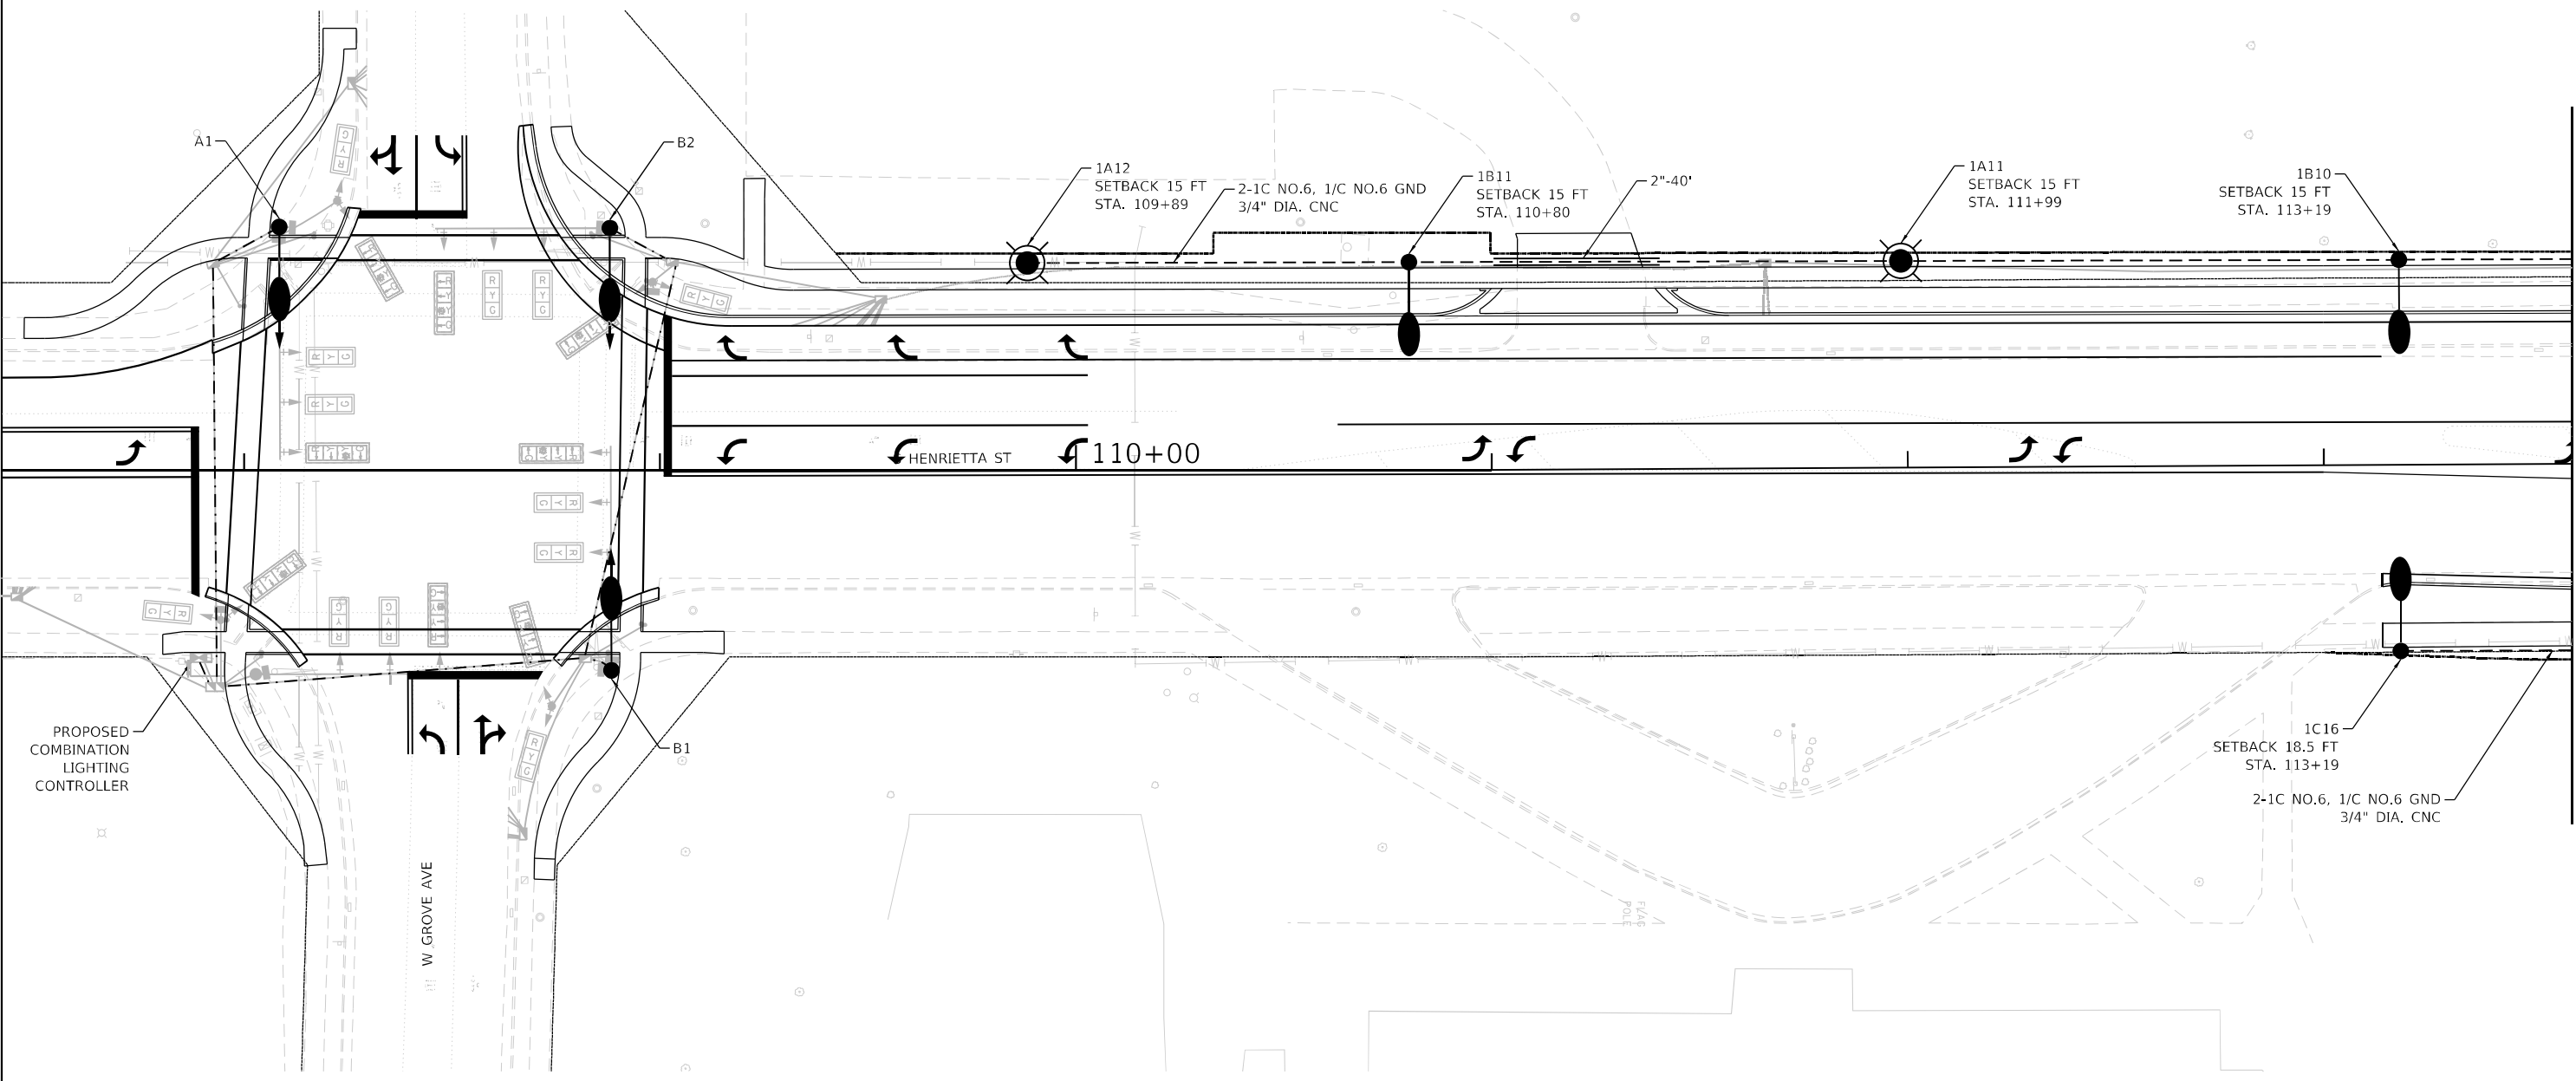 A1
B2
1A12
SETBACK 15 FT
STA. 109+89
2-1C NO.6, 1/C NO.6 GND
3/4" DIA. CNC
1B11
SETBACK 15 FT
STA. 110+80
2"-40'
1A11
SETBACK 15 FT
STA. 111+99
1B10
SETBACK 15 FT
STA. 113+19
HENRIETTA ST
110+00
PROPOSED
COMBINATION
LIGHTING
CONTROLLER
B1
W GROVE AVE
1C16
SETBACK 18.5 FT
STA. 113+19
2-1C NO.6, 1/C NO.6 GND
3/4" DIA. CNC
FLAG
POLE
R Y G
R Y G
R Y G
R Y G
R Y G
R Y G
R Y G
R Y G
R Y G
R Y G
R Y G
R Y G
W
W
W
W
W
W
W
W
W